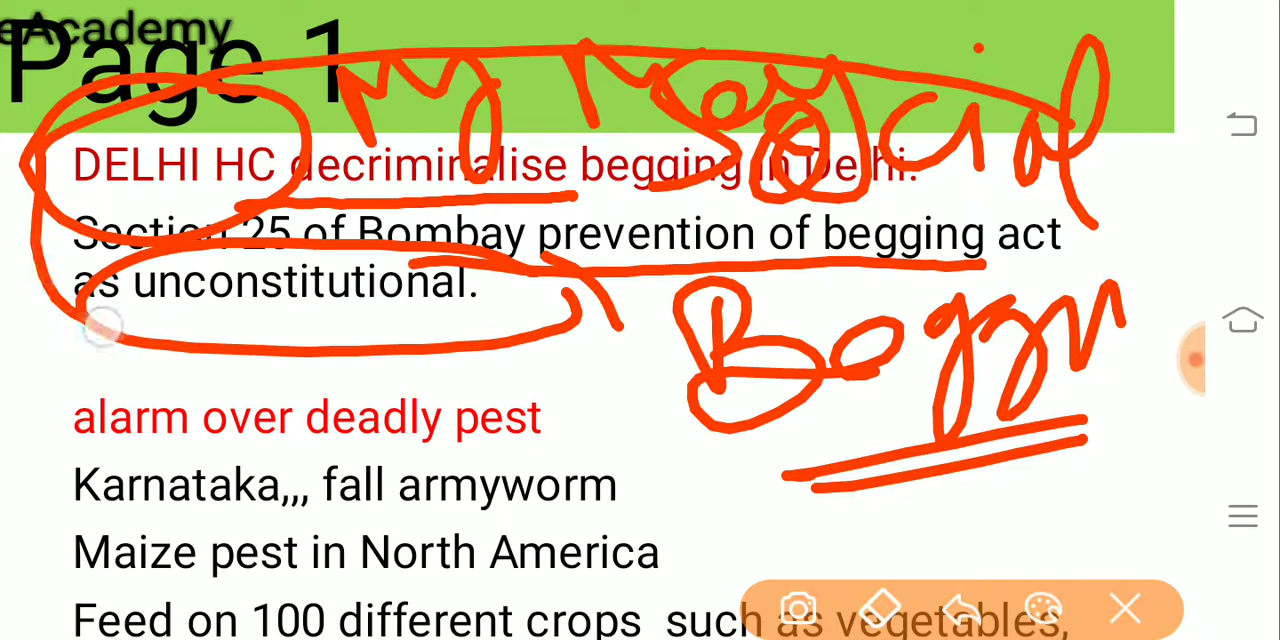 eAcademy
Page 1
DELHI HC decriminalise begging in Delhi.
Section 25 of Bombay prevention of begging act
as unconstitutional.
alarm over deadly pest
Karnataka,,, fall armyworm
Maize pest in North America
Feed on 100 different crops such as vegetables,